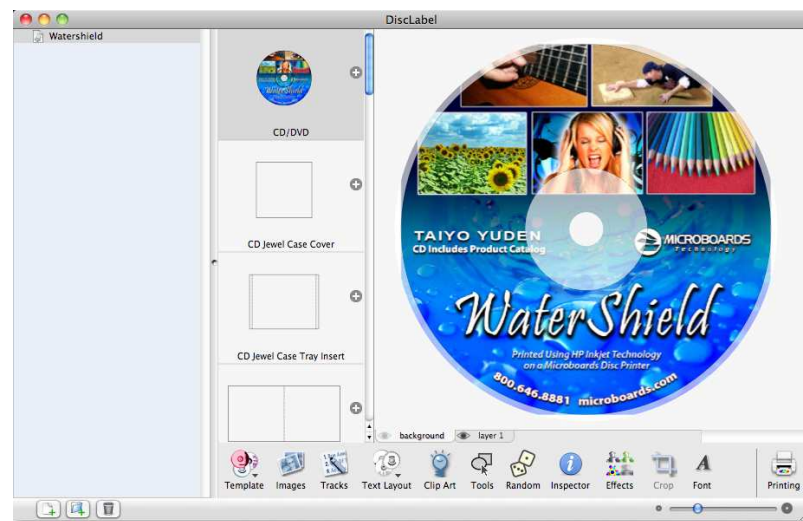 DiscLabel
Watershield
CD/DVD
CD Jewel Case Cover
CD Jewel Case Tray Insert
TAIYO YUDEN
CD Includes Product Catalog
MICROBOARDS
Technology
WaterShield
Printed Using HP Inkjet Technology
on a Microboards Disc Printer
800.646.8881 microboards.com
background
layer 1
Template
Images
Tracks
Text Layout
Clip Art
Tools
Random
Inspector
Effects
Crop
Font
Printing